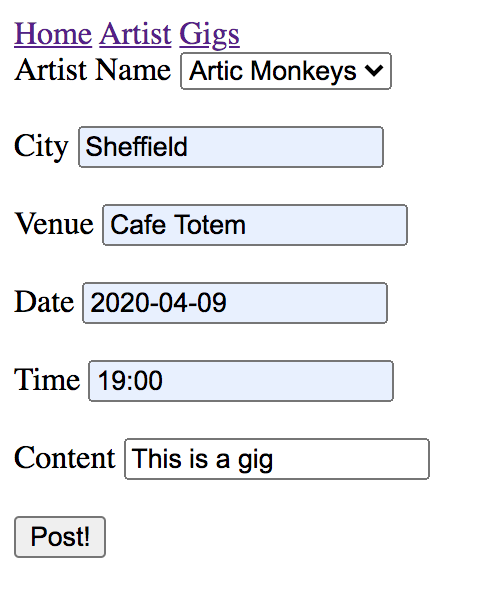 Home Artist Gigs
Artist Name Artic Monkeys
City Sheffield
Venue Cafe Totem
Date 2020-04-09
Time 19:00
Content This is a gig
Post!